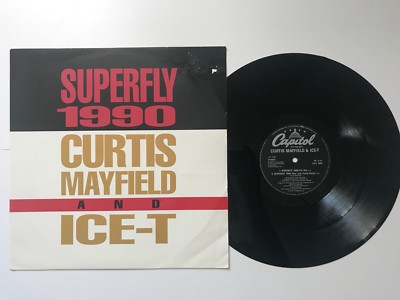 SUPERFLY
1990
CURTIS
MAYFIELD
AND
ICE-T
Capitol
CURTIS MAYFIELD & ICE-T